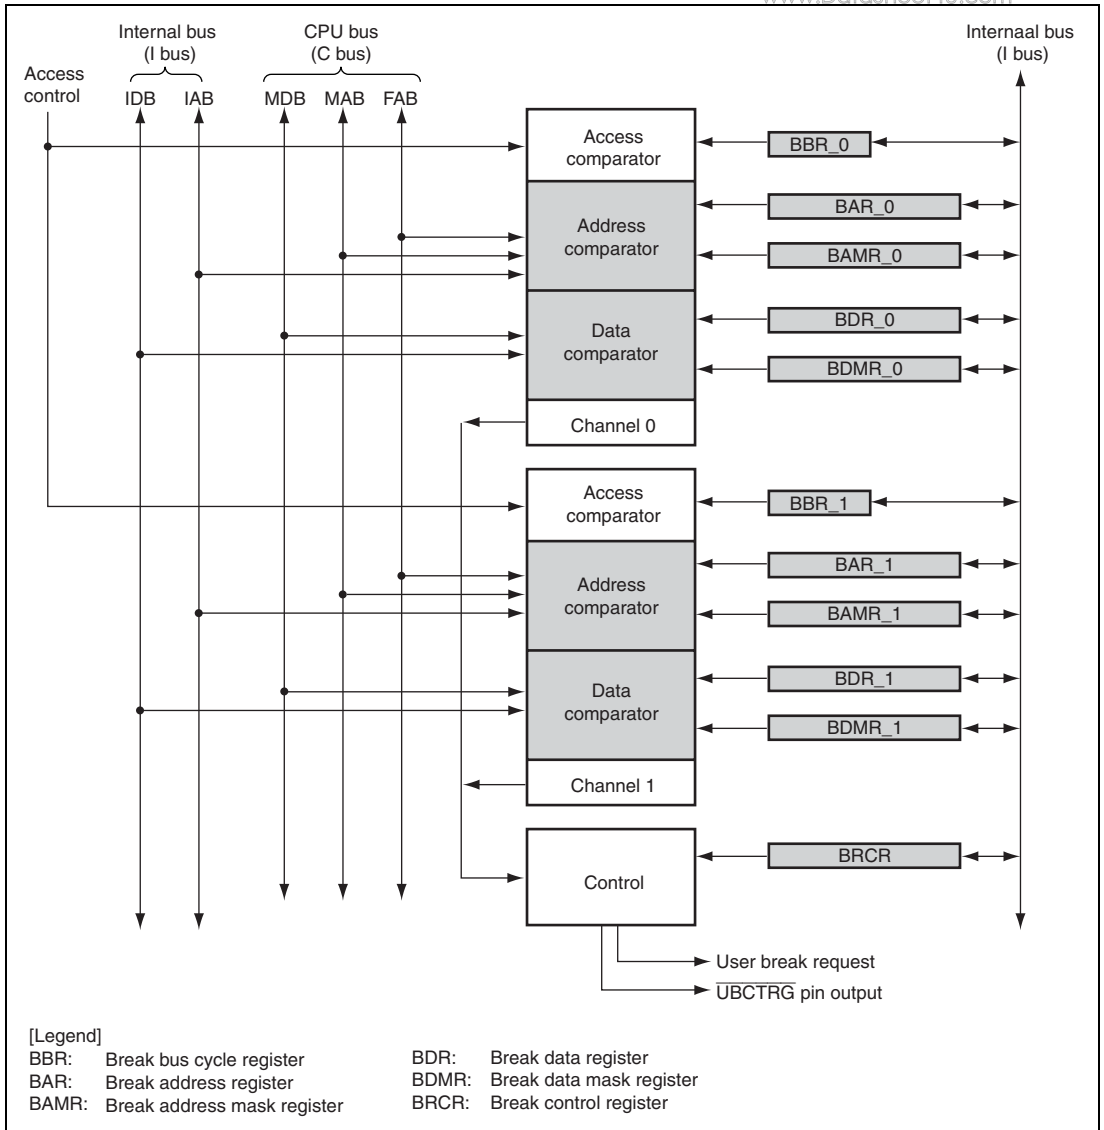 www.DataSheet4U.com
Internal bus
(I bus)
CPU bus
(C bus)
Internaal bus
(I bus)
Access
control
IDB IAB MDB MAB FAB
Access
comparator
BBR_0
Address
comparator
BAR_0
BAMR_0
Data
comparator
BDR_0
BDMR_0
Channel 0
Access
comparator
BBR_1
Address
comparator
BAR_1
BAMR_1
Data
comparator
BDR_1
BDMR_1
Channel 1
Control
BRCR
User break request
UBCTRG pin output
[Legend]
BBR: Break bus cycle register
BAR: Break address register
BAMR: Break address mask register
BDR: Break data register
BDMR: Break data mask register
BRCR: Break control register